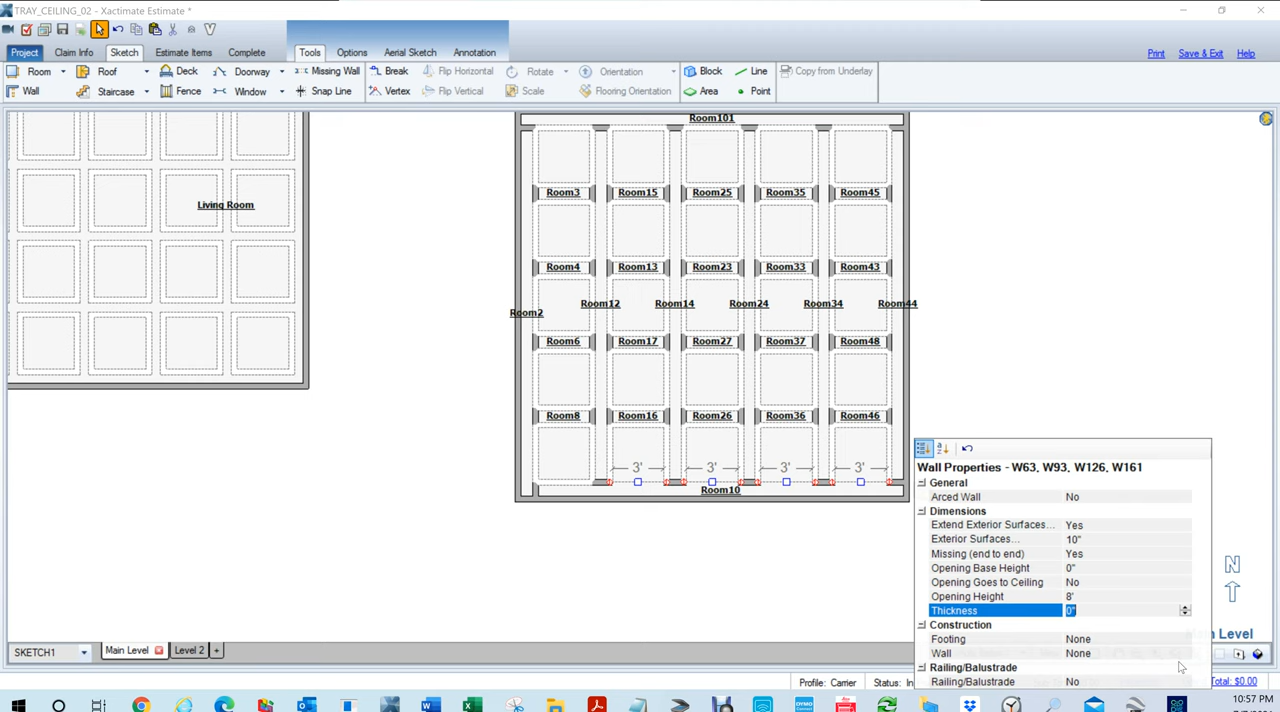 TRAY_CEILING_02 - Xactimate Estimate *
Project Claim Info Sketch Estimate Items Complete Tools Options Aerial Sketch Annotation Print Save & Exit Help
Room Roof Deck Doorway Missing Wall Break Flip Horizontal Rotate Orientation Block Line Copy from Underlay
Wall Staircase Fence Window Snap Line Vertex Flip Vertical Scale Flooring Orientation Area Point
Room101
Room3 Room15 Room25 Room35 Room45
Living Room
Room4 Room13 Room23 Room33 Room43
Room2 Room12 Room14 Room24 Room34 Room44
Room6 Room17 Room27 Room37 Room48
Room8 Room16 Room26 Room36 Room46
3' 3' 3' 3'
Room10
Wall Properties - W63, W93, W126, W161
General
Arced Wall No
Dimensions
Extend Exterior Surfaces... Yes
Exterior Surfaces... 10"
Missing (end to end) Yes
Opening Base Height 0"
Opening Goes to Ceiling No
Opening Height 8'
Thickness 0"
Construction
Footing None
Wall None
Railing/Balustrade
Railing/Balustrade No
N
Main Level
SKETCH1 Main Level Level 2 +
Profile: Carrier Status: In Total: $0.00
10:57 PM